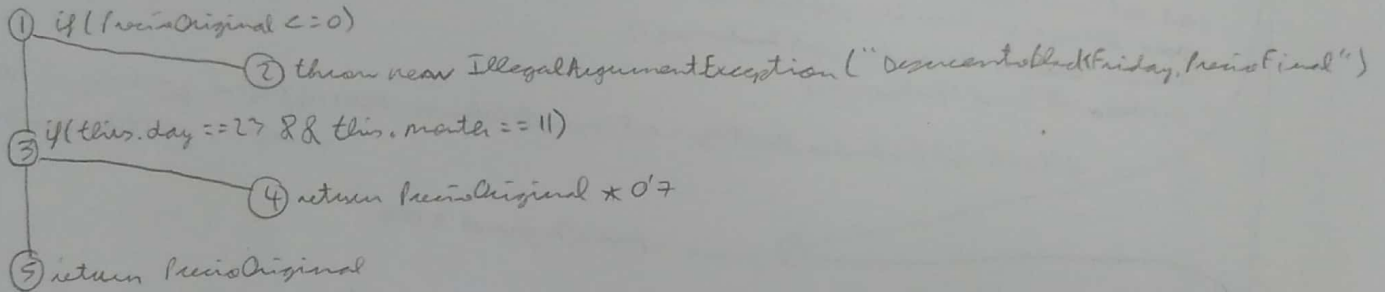 ① if(PrecioOriginal <=0)
② throw new IllegalArgumentException("DescuentoBlackFriday.PrecioFinal")
③ if(this.day ==23 && this.month == 11)
④ return PrecioOriginal * 0'7
⑤ return PrecioOriginal